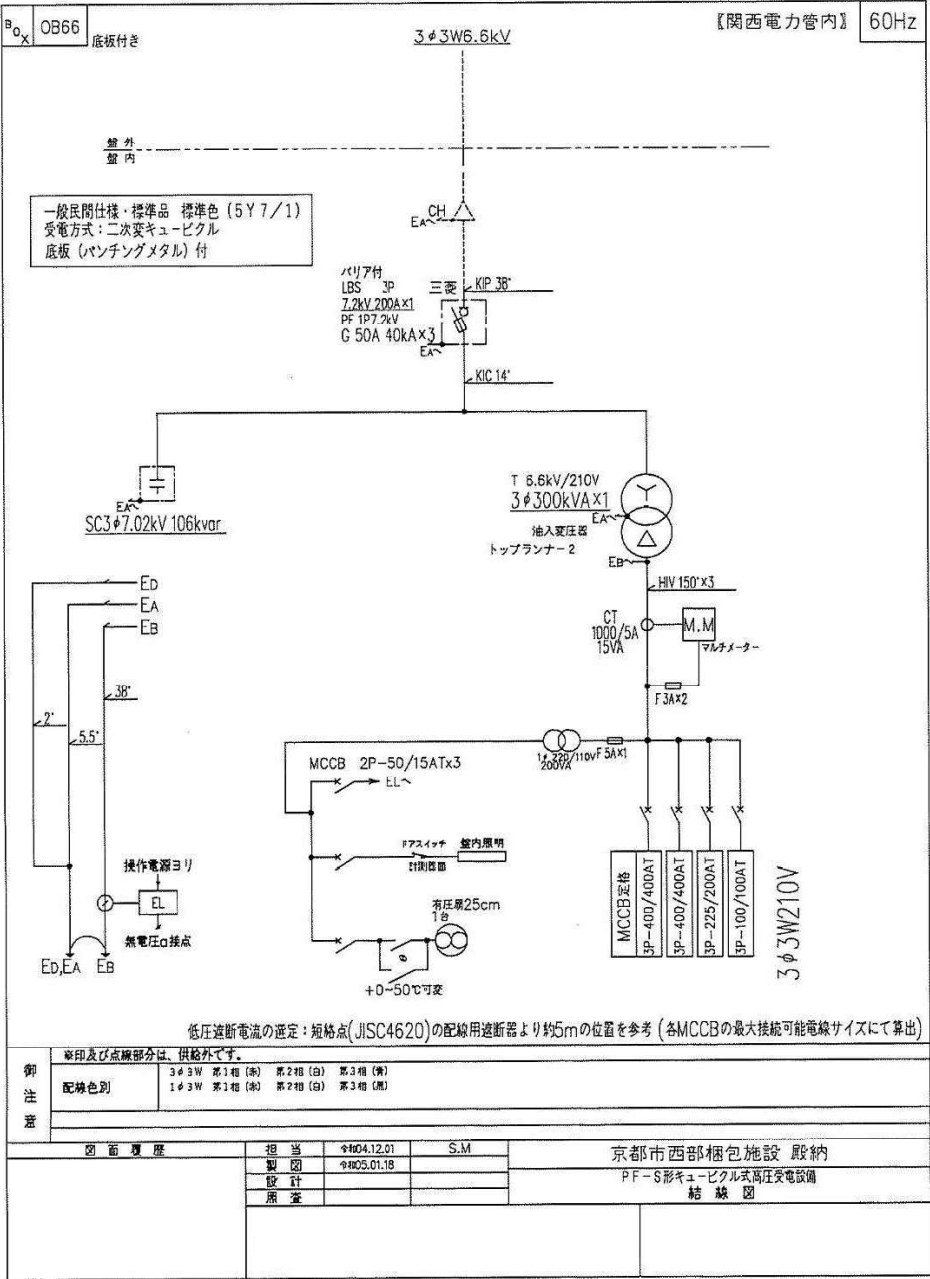 BOX OB66 底板付き
【関西電力管内】 60Hz
3φ3W6.6kV
盤外
盤内
一般民間仕様・標準品 標準色(5Y7/1)
受電方式:二次変キュービクル
底板(パンチングメタル)付
CH
EA
バリア付
LBS 3P 三菱
7.2kV 200A×1
PF 1P7.2kV
G 50A 40kA×3
EA
KIP 38°
KIC 14°
EA
SC3φ7.02kV 106kvar
T 6.6kV/210V
3φ300kVA×1
EA
油入変圧器
トップランナー2
EB
HIV 150°×3
CT
1000/5A
15VA
M.M
マルチメーター
F3A×2
ED
EA
EB
38°
2°
5.5°
1φ 220/110V F5A×1
200VA
MCCB 2P-50/15AT×3
EL
ドアスイッチ 盤内照明
計測器面
有圧扇25cm
1台
θ
+0~50℃可変
操作電源ヨリ
EL
無電圧a接点
ED,EA EB
MCCB定格
3P-400/400AT
3P-400/400AT
3P-225/200AT
3P-100/100AT
3φ3W210V
低圧遮断電流の選定:短絡点(JISC4620)の配線用遮断器より約5mの位置を参考(各MCCBの最大接続可能電線サイズにて算出)
御注意
※印及び点線部分は、供給外です。
配線色別
3φ3W 第1相(赤) 第2相(白) 第3相(青)
1φ3W 第1相(赤) 第2相(白) 第3相(黒)
図面履歴
担当 令和04.12.01 S.M
製図 令和05.01.18
設計
照査
京都市西部梱包施設 殿納
PF-S形キュービクル式高圧受電設備
結線図